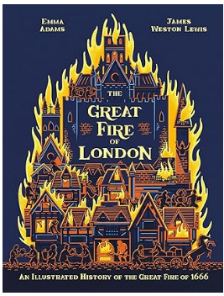 EMMA
ADAMS
JAMES
WESTON LEWIS
THE
GREAT
FIRE
OF
LONDON
AN ILLUSTRATED HISTORY OF THE GREAT FIRE OF 1666